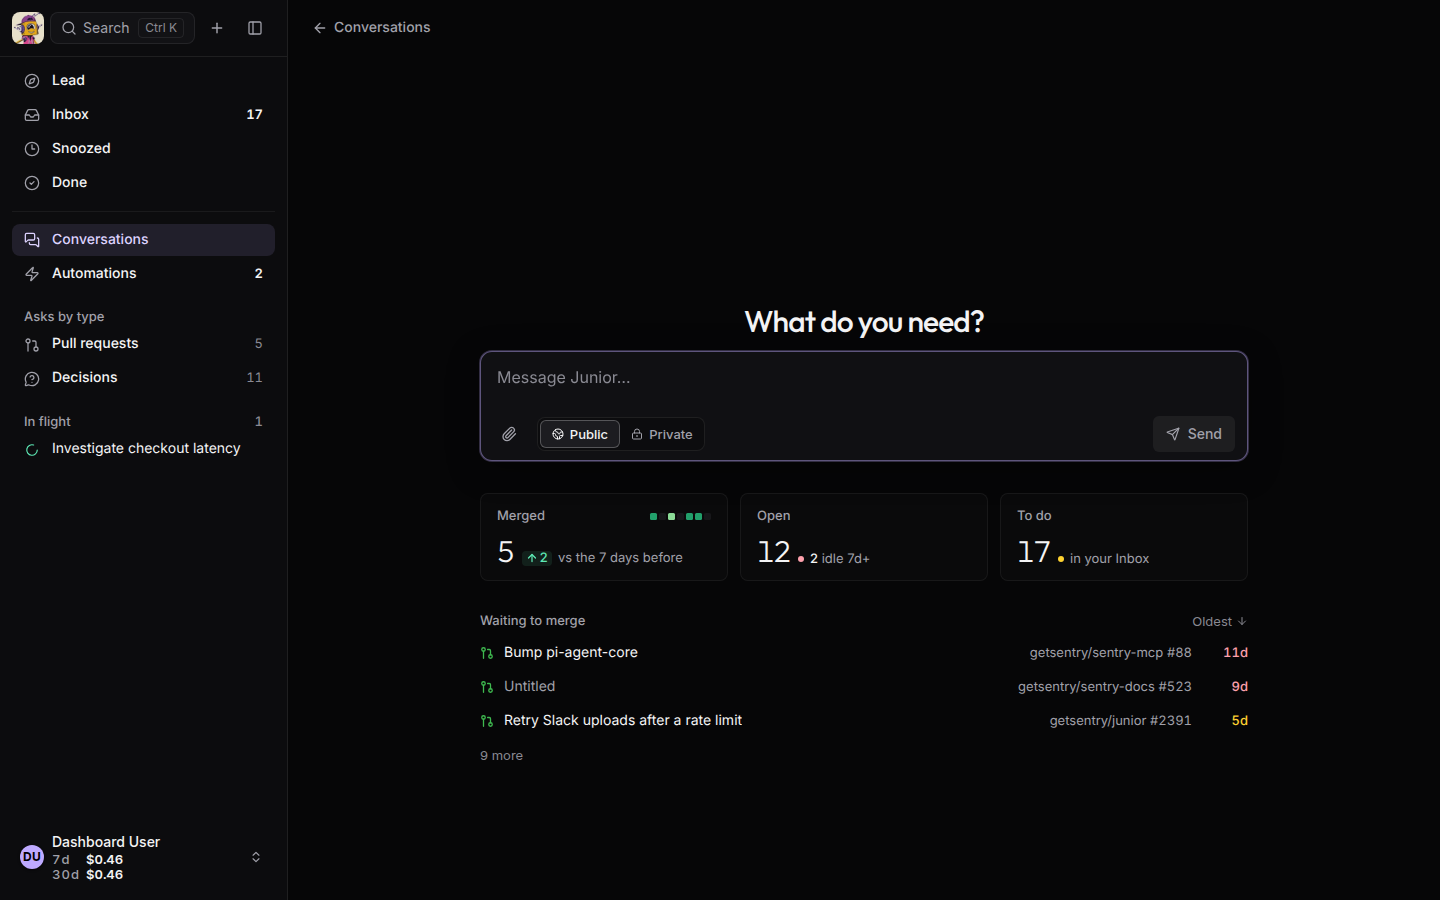 Search Ctrl K
Lead
Inbox 17
Snoozed
Done
Conversations
Automations 2
Asks by type
Pull requests 5
Decisions 11
In flight 1
Investigate checkout latency
DU
Dashboard User
7d $0.46
30d $0.46
Conversations
What do you need?
Message Junior...
Public Private Send
Merged
5 2 vs the 7 days before
Open
12 2 idle 7d+
To do
17 in your Inbox
Waiting to merge Oldest
Bump pi-agent-core getsentry/sentry-mcp #88 11d
Untitled getsentry/sentry-docs #523 9d
Retry Slack uploads after a rate limit getsentry/junior #2391 5d
9 more